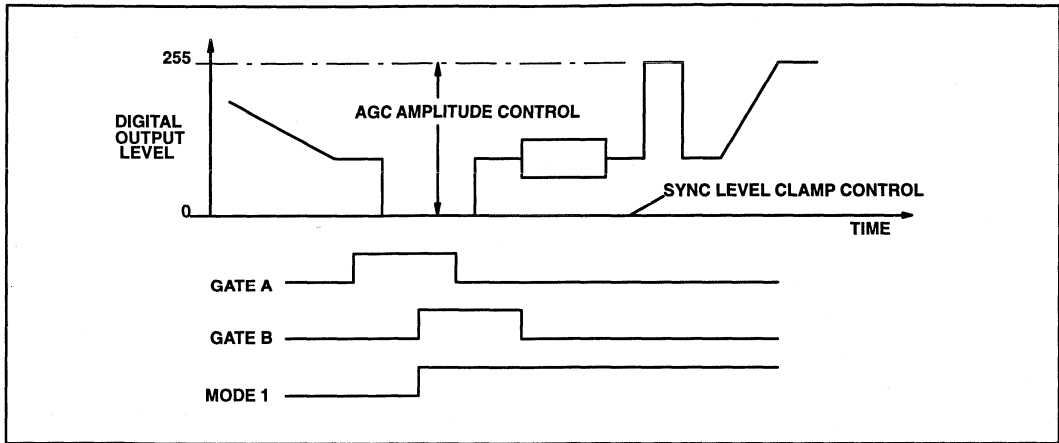 255
AGC AMPLITUDE CONTROL
DIGITAL
OUTPUT
LEVEL
SYNC LEVEL CLAMP CONTROL
0
TIME
GATE A
GATE B
MODE 1